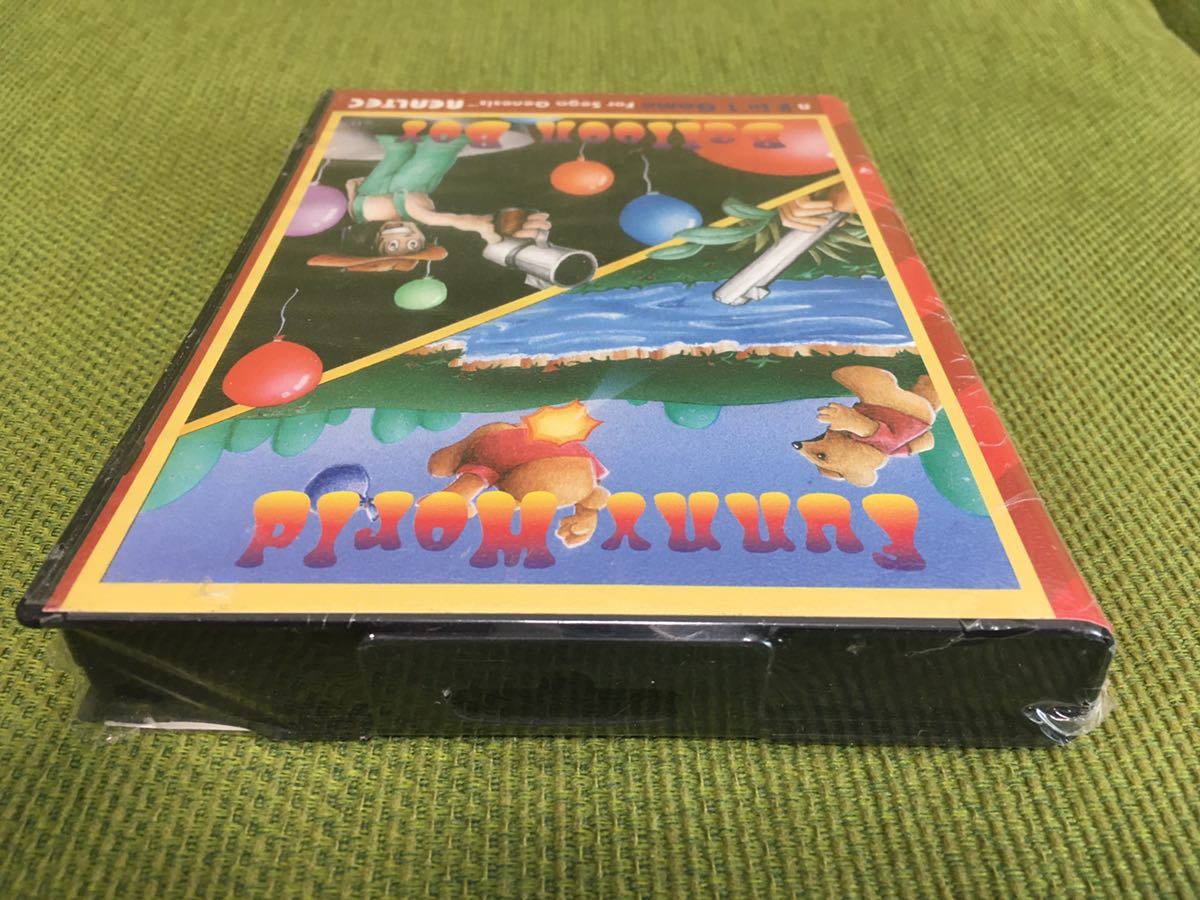 Funny World
Balloon Boy
A 2 in 1 Game For Sega Genesis™ REALTEC